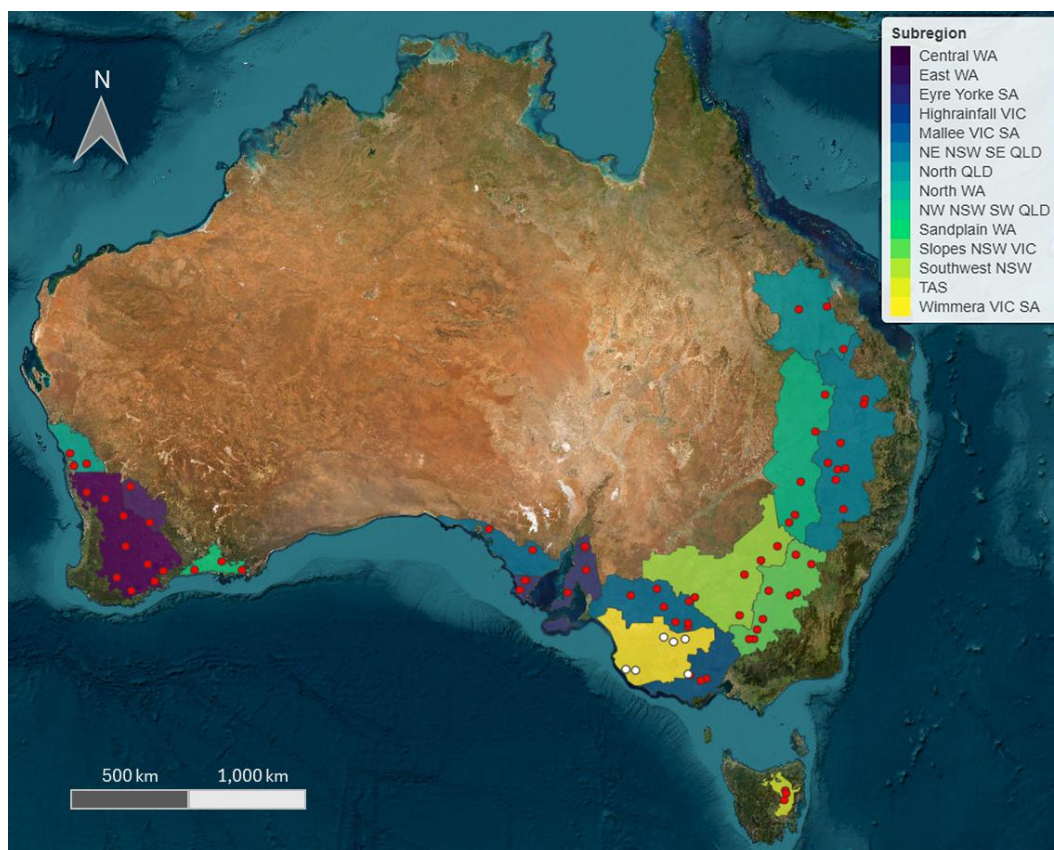 N
Subregion
Central WA
East WA
Eyre Yorke SA
Highrainfall VIC
Mallee VIC SA
NE NSW SE QLD
North QLD
North WA
NW NSW SW QLD
Sandplain WA
Slopes NSW VIC
Southwest NSW
TAS
Wimmera VIC SA
500 km 1,000 km